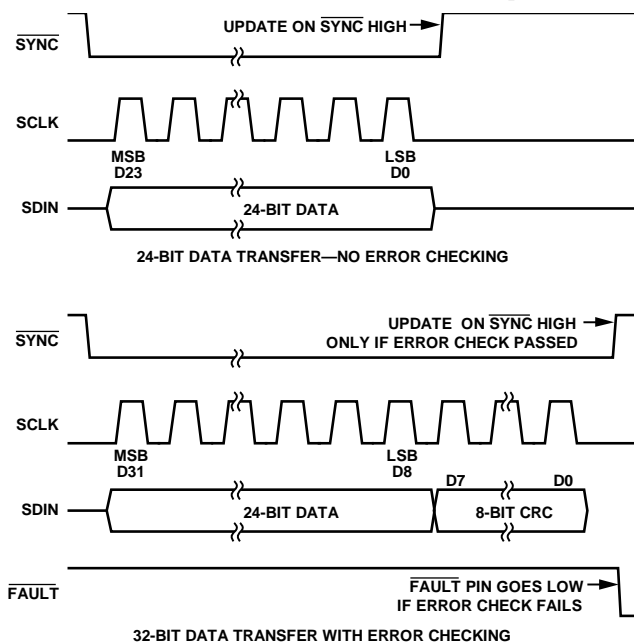 UPDATE ON SYNC HIGH
SYNC
SCLK
MSB
D23
LSB
D0
SDIN
24-BIT DATA
24-BIT DATA TRANSFER—NO ERROR CHECKING
SYNC
UPDATE ON SYNC HIGH
ONLY IF ERROR CHECK PASSED
SCLK
MSB
D31
LSB
D8
D7
D0
SDIN
24-BIT DATA
8-BIT CRC
FAULT
FAULT PIN GOES LOW
IF ERROR CHECK FAILS
32-BIT DATA TRANSFER WITH ERROR CHECKING